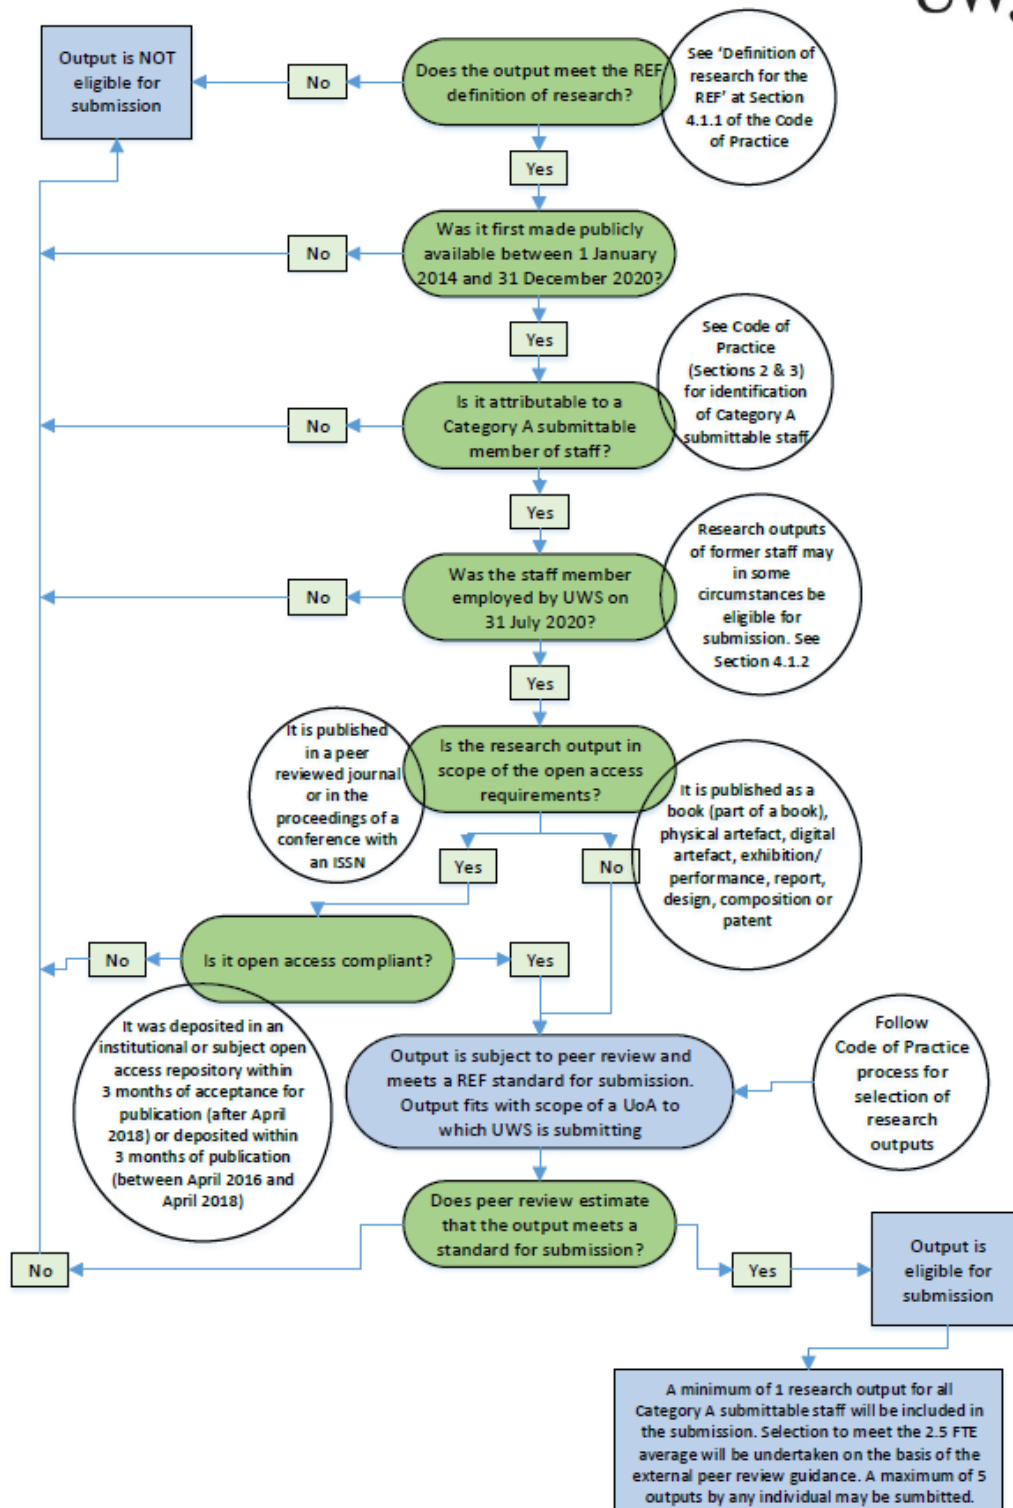 UWS
Output is NOT
eligible for
submission
No
Does the output meet the REF
definition of research?
See ‘Definition of
research for the
REF’ at Section
4.1.1 of the Code
of Practice
Yes
No
Was it first made publicly
available between 1 January
2014 and 31 December 2020?
Yes
See Code of
Practice
(Sections 2 & 3)
for identification
of Category A
submittable staff
No
Is it attributable to a
Category A submittable
member of staff?
Yes
No
Was the staff member
employed by UWS on
31 July 2020?
Research outputs
of former staff may
in some
circumstances be
eligible for
submission. See
Section 4.1.2
Yes
It is published
in a peer
reviewed journal
or in the
proceedings of a
conference with
an ISSN
Is the research output in
scope of the open access
requirements?
It is published as a
book (part of a book),
physical artefact, digital
artefact, exhibition/
performance, report,
design, composition or
patent
Yes
No
No
Is it open access compliant?
Yes
It was deposited in an
institutional or subject open
access repository within
3 months of acceptance for
publication (after April
2018) or deposited within
3 months of publication
(between April 2016 and
April 2018)
Output is subject to peer review and
meets a REF standard for submission.
Output fits with scope of a UoA to
which UWS is submitting
Follow
Code of Practice
process for
selection of
research
outputs
Does peer review estimate
that the output meets a
standard for submission?
No
Yes
Output is
eligible for
submission
A minimum of 1 research output for all
Category A submittable staff will be included in
the submission. Selection to meet the 2.5 FTE
average will be undertaken on the basis of the
external peer review guidance. A maximum of 5
outputs by any individual may be sumbitted.